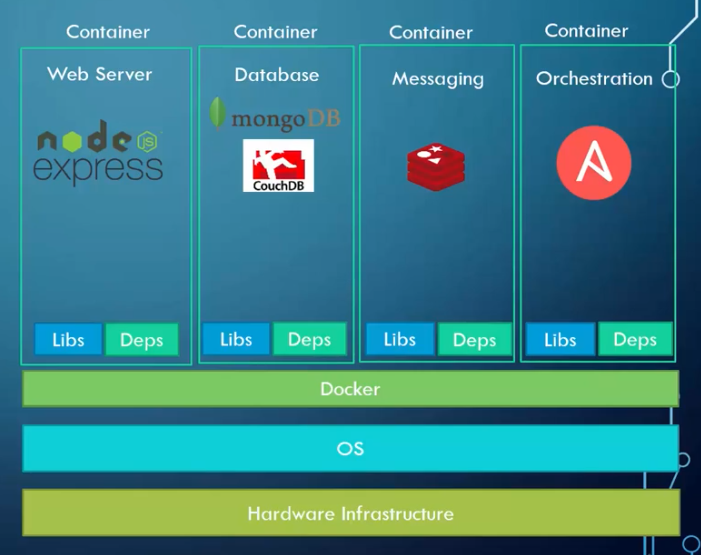 Container
Container
Container
Container
Web Server
Database
Messaging
Orchestration
node JS
express
mongoDB
CouchDB
Libs
Deps
Libs
Deps
Libs
Deps
Libs
Deps
Docker
OS
Hardware Infrastructure